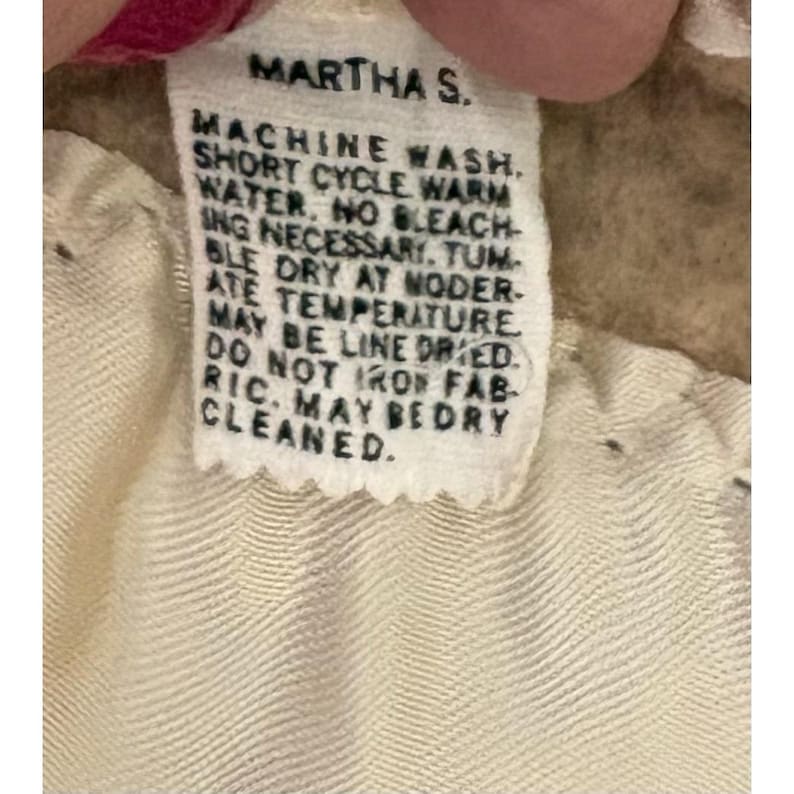 MARTHA S.
MACHINE WASH.
SHORT CYCLE WARM
WATER. NO BLEACH-
ING NECESSARY. TUM-
BLE DRY AT MODER-
ATE TEMPERATURE
MAY BE LINE DRIED.
DO NOT IRON FAB-
RIC. MAY BE DRY
CLEANED.